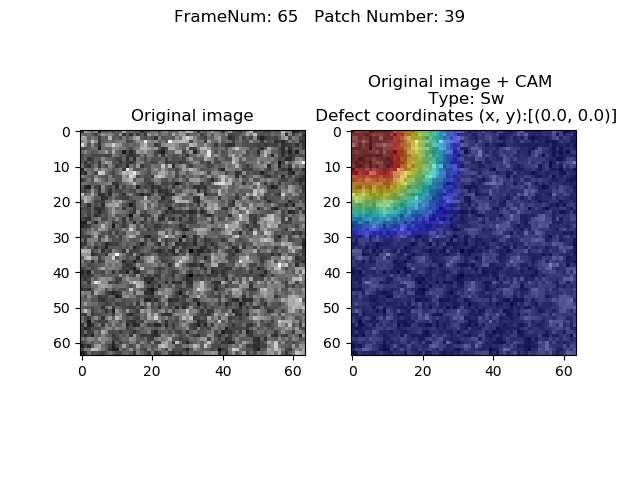 FrameNum: 65   Patch Number: 39
Original image
0
10
20
30
40
50
60
0 20 40 60
Original image + CAM
Type: Sw
Defect coordinates (x, y):[(0.0, 0.0)]
0
10
20
30
40
50
60
0 20 40 60